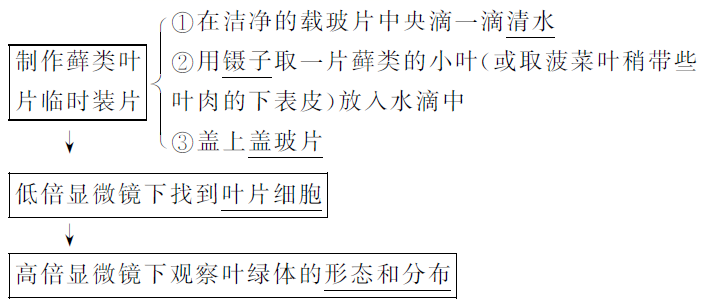 制作藓类叶
片临时装片
①在洁净的载玻片中央滴一滴清水
②用镊子取一片藓类的小叶(或取菠菜叶稍带些
叶肉的下表皮)放入水滴中
③盖上盖玻片
低倍显微镜下找到叶片细胞
高倍显微镜下观察叶绿体的形态和分布